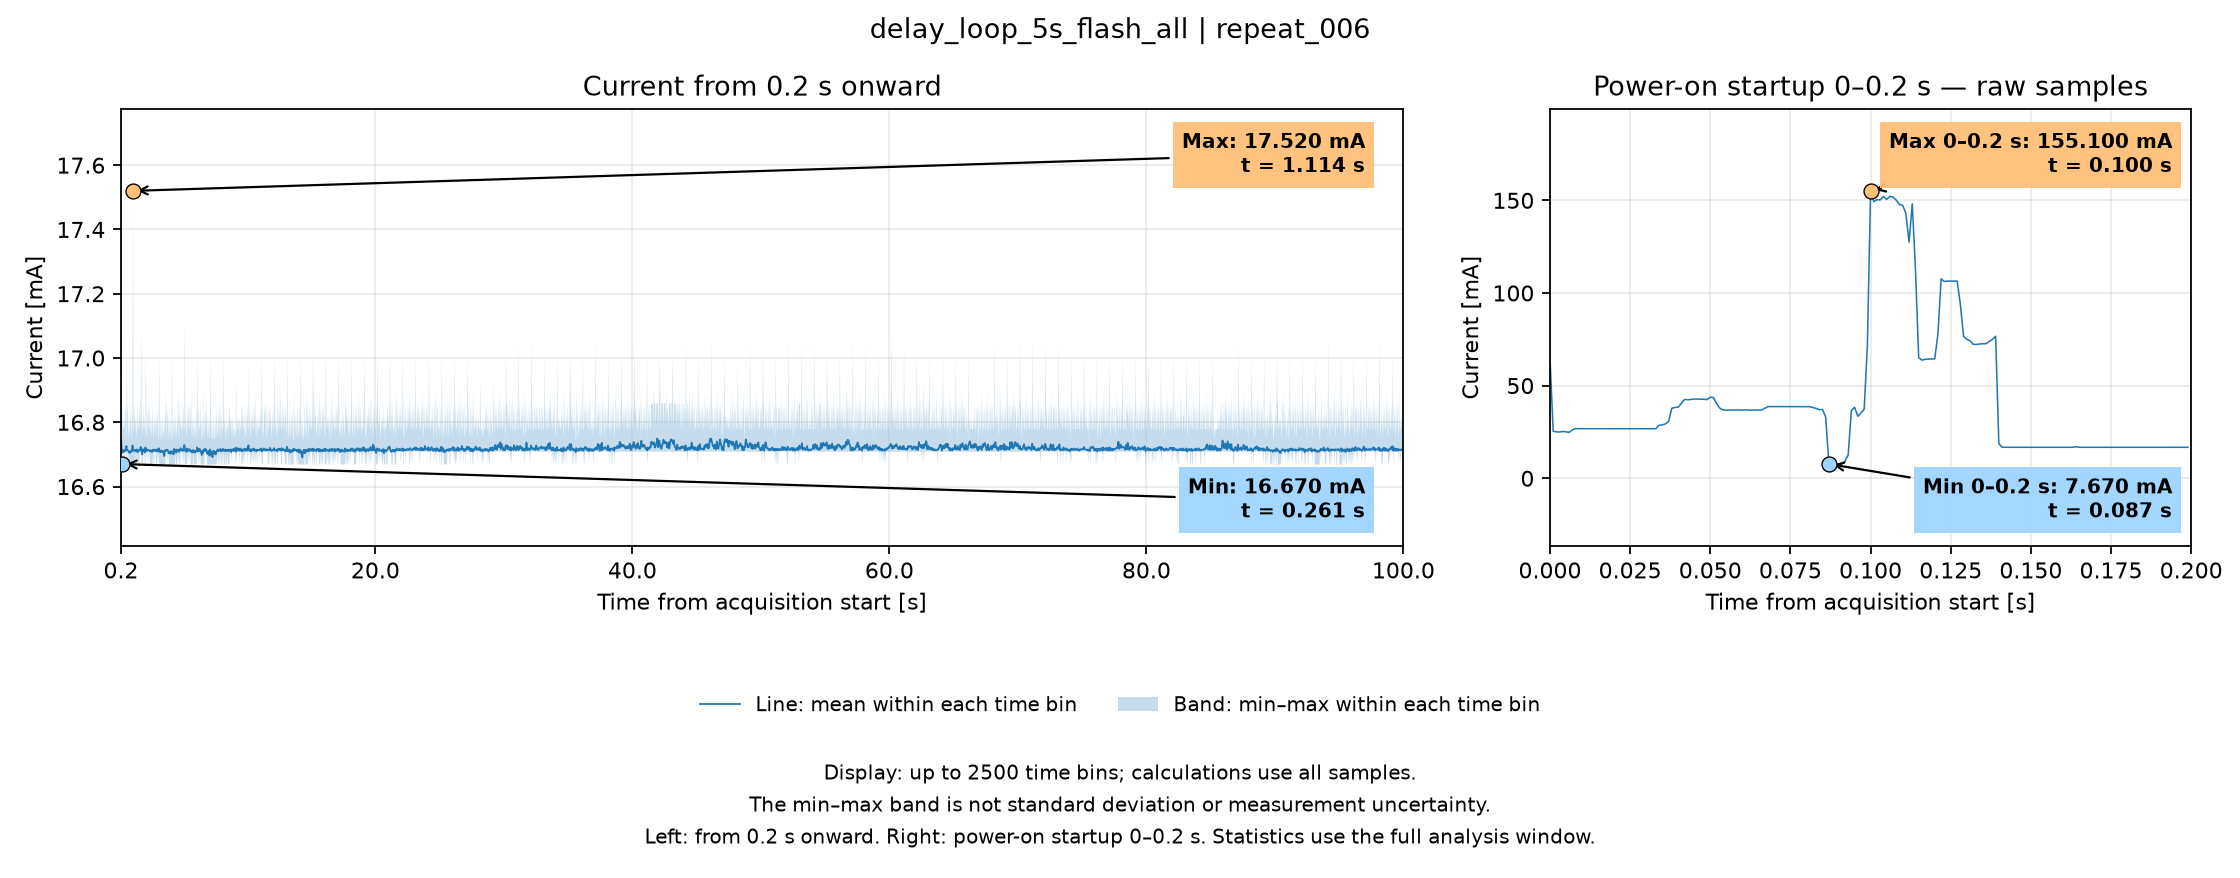 delay_loop_5s_flash_all | repeat_006
Current from 0.2 s onward
Current [mA]
17.6
17.4
17.2
17.0
16.8
16.6
Max: 17.520 mA
t = 1.114 s
Min: 16.670 mA
t = 0.261 s
0.2 20.0 40.0 60.0 80.0 100.0
Time from acquisition start [s]
Power-on startup 0–0.2 s — raw samples
Current [mA]
150
100
50
0
Max 0–0.2 s: 155.100 mA
t = 0.100 s
Min 0–0.2 s: 7.670 mA
t = 0.087 s
0.000 0.025 0.050 0.075 0.100 0.125 0.150 0.175 0.200
Time from acquisition start [s]
Line: mean within each time bin
Band: min–max within each time bin
Display: up to 2500 time bins; calculations use all samples.
The min–max band is not standard deviation or measurement uncertainty.
Left: from 0.2 s onward. Right: power-on startup 0–0.2 s. Statistics use the full analysis window.